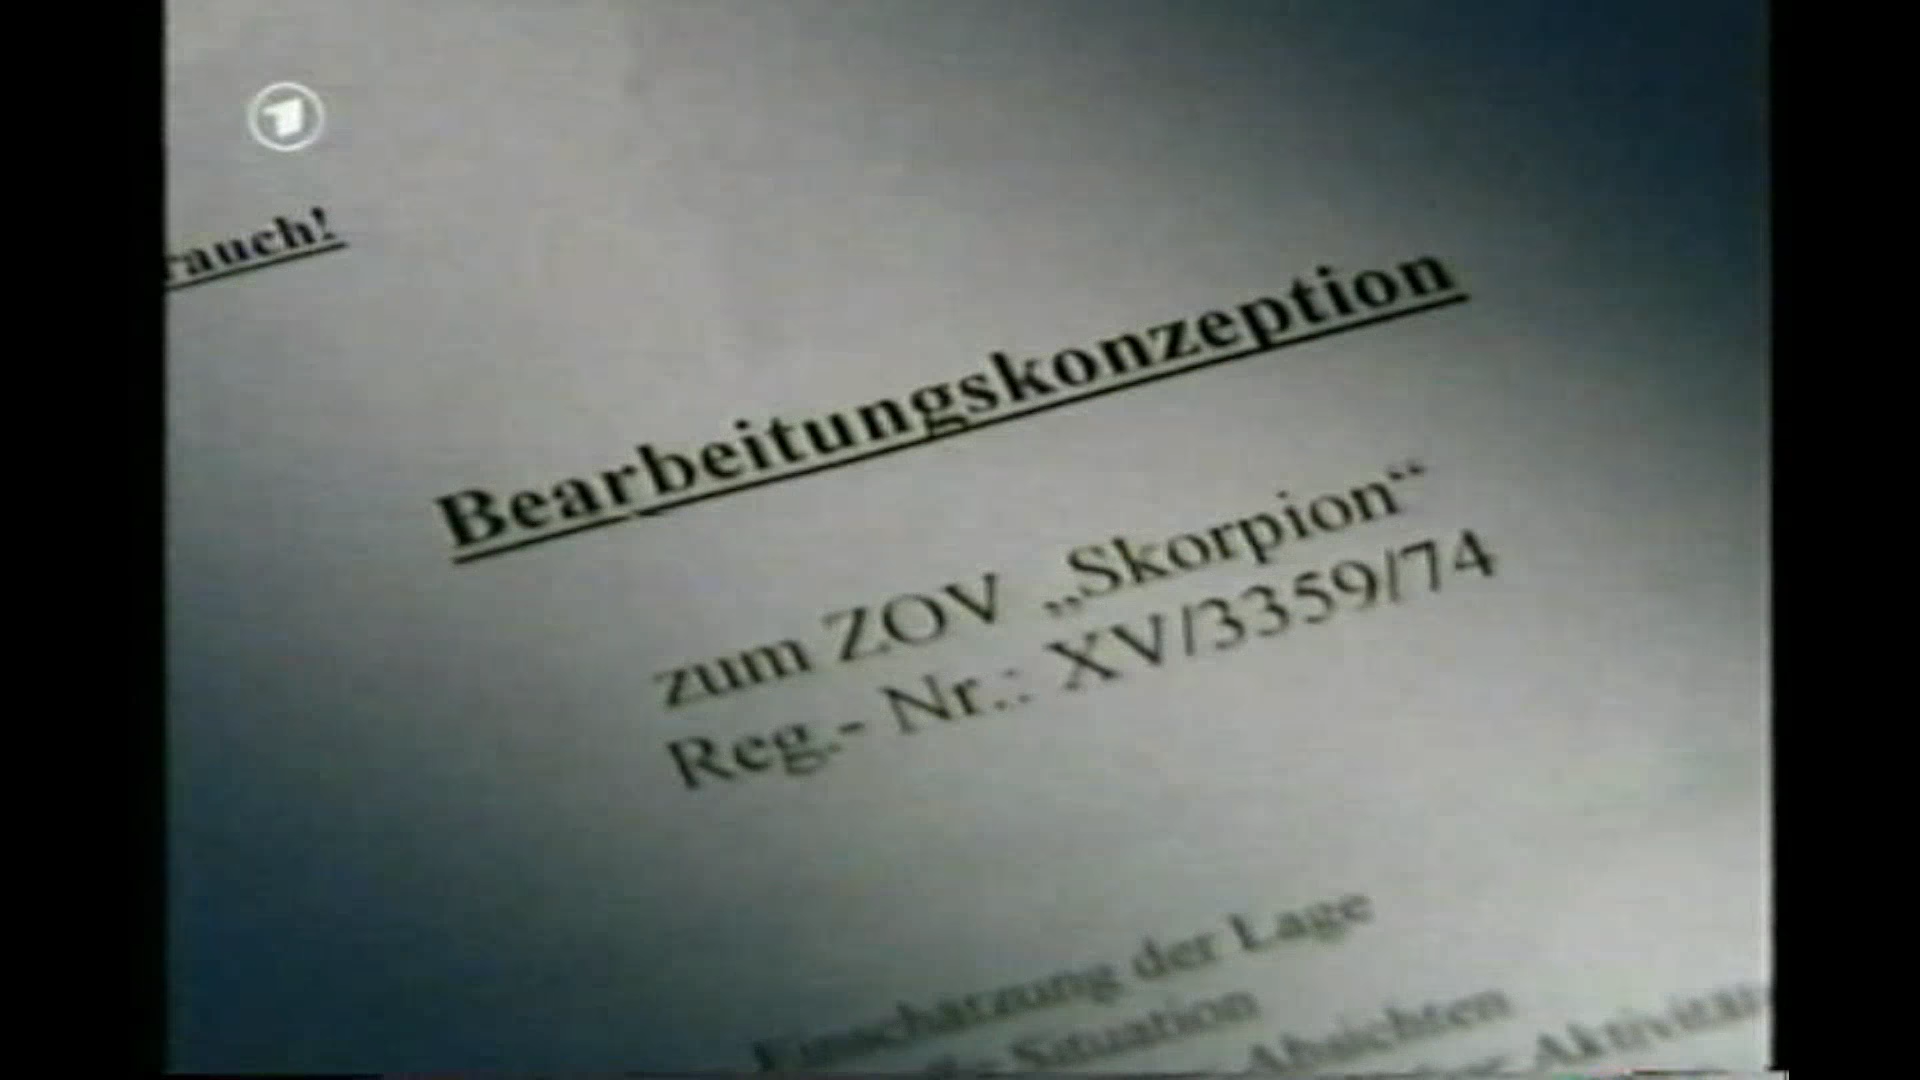 rauch!
Bearbeitungskonzeption
zum ZOV „Skorpion“
Reg.- Nr.: XV/3359/74
Einschätzung der Lage
Situation
Absichten